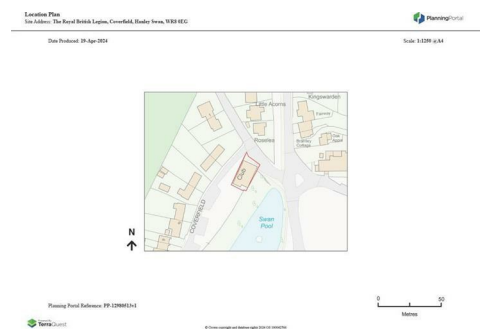 Location Plan
Site Address: The Royal British Legion, Coverfield, Hanley Swan, WR8 0EG
PlanningPortal
Date Produced: 19-Apr-2024
Scale: 1:1250 @A4
Kingswarden
Little Acorns
Roselea
Club
COVERFIELD
Swan
Pool
N
Planning Portal Reference: PP-12980513v1
0 50
Metres
TerraQuest